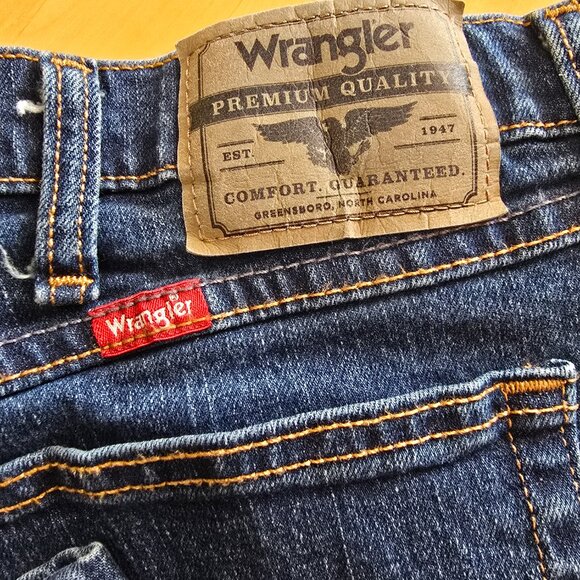 Wrangler
PREMIUM QUALITY
EST. 1947
COMFORT. GUARANTEED.
GREENSBORO, NORTH CAROLINA
Wrangler